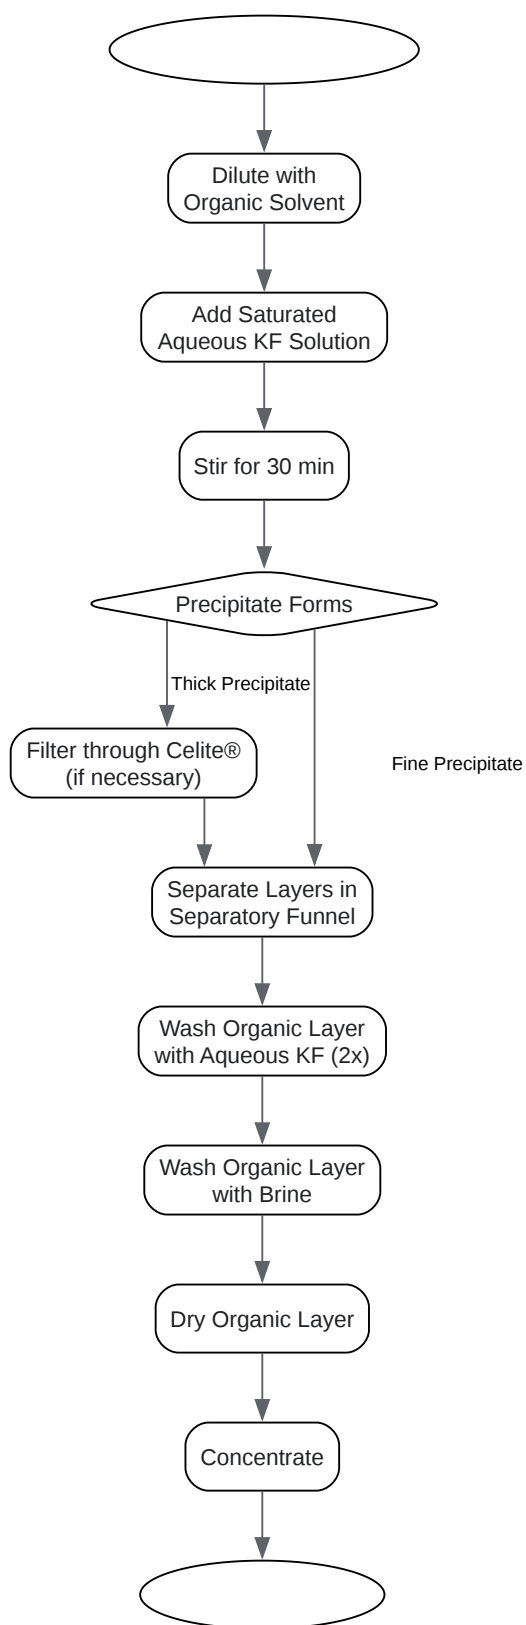 Dilute with
Organic Solvent
Add Saturated
Aqueous KF Solution
Stir for 30 min
Precipitate Forms
Thick Precipitate
Filter through Celite®
(if necessary)
Fine Precipitate
Separate Layers in
Separatory Funnel
Wash Organic Layer
with Aqueous KF (2x)
Wash Organic Layer
with Brine
Dry Organic Layer
Concentrate